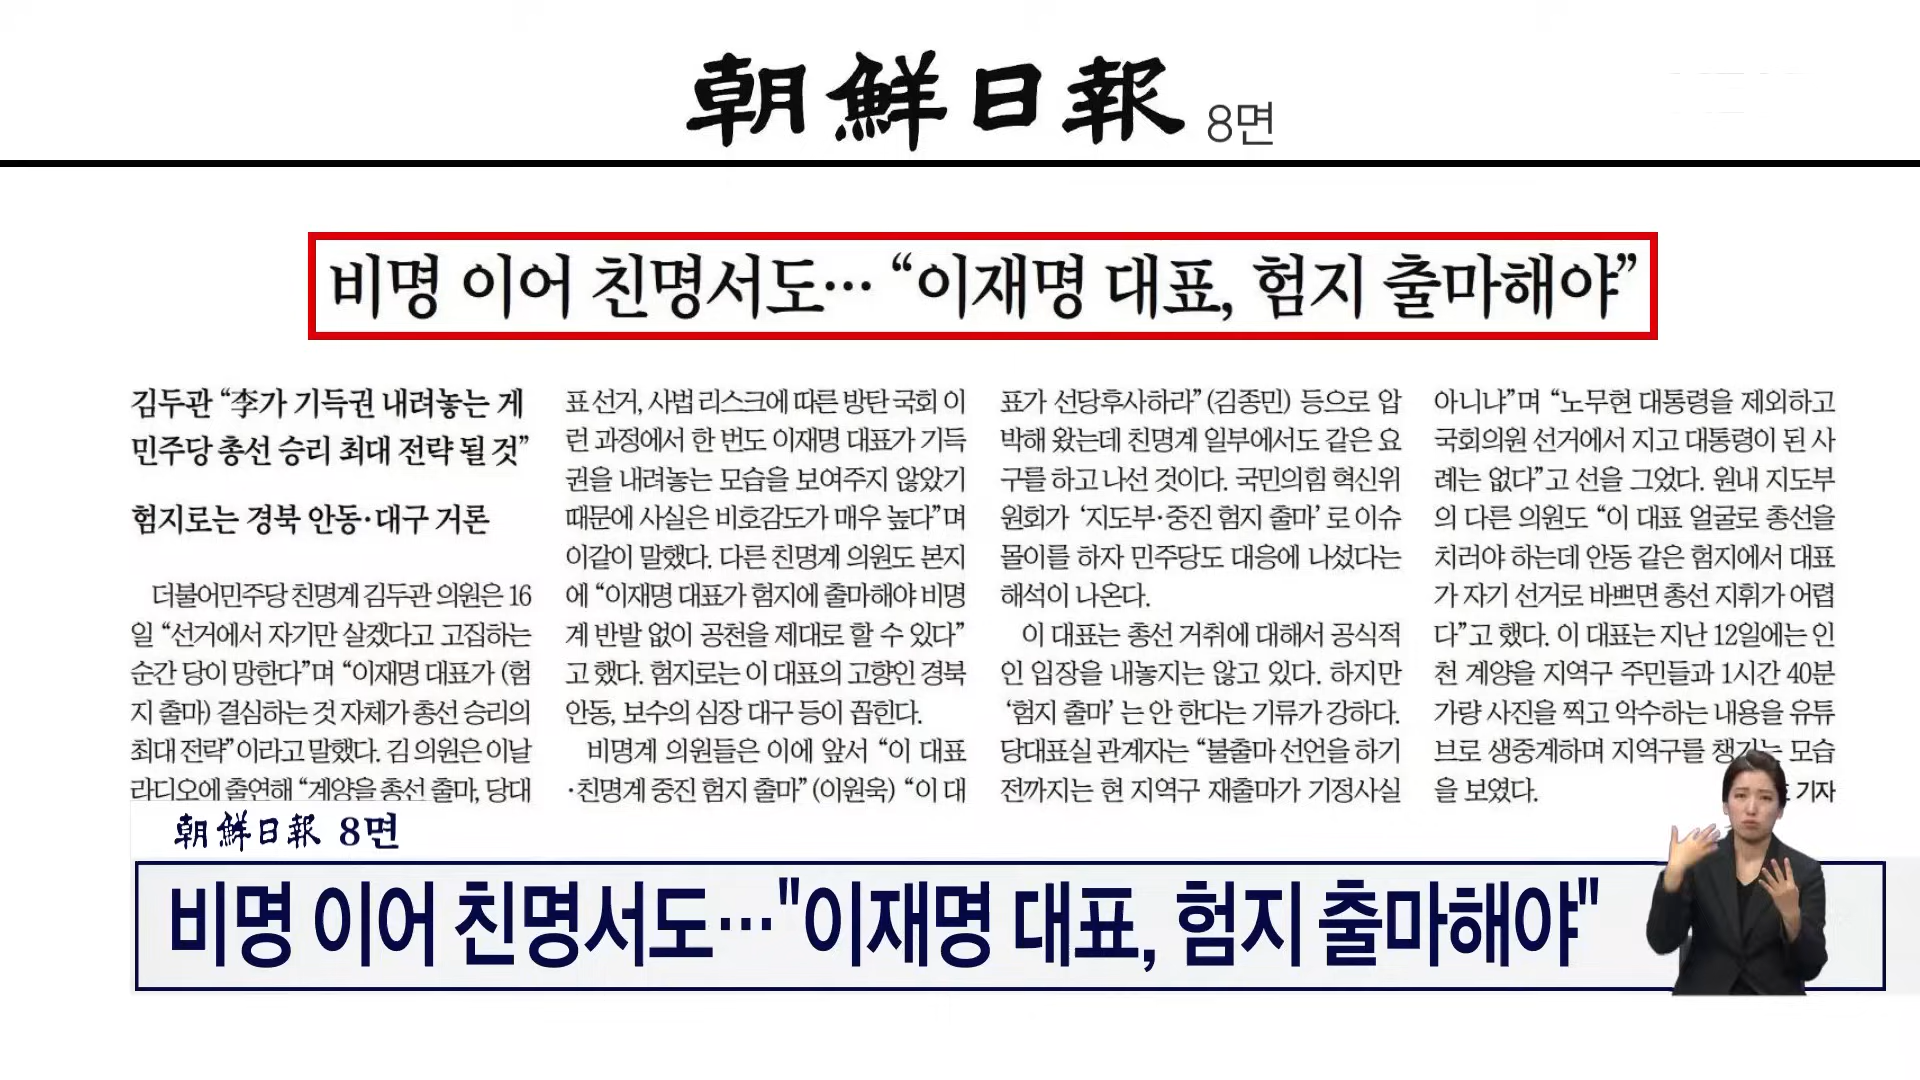 朝鮮日報 8면
비명 이어 친명서도… “이재명 대표, 험지 출마해야”
김두관 “李가 기득권 내려놓는 게
민주당 총선 승리 최대 전략 될 것”
험지로는 경북 안동·대구 거론
더불어민주당 친명계 김두관 의원은 16
일 “선거에서 자기만 살겠다고 고집하는
순간 당이 망한다”며 “이재명 대표가 (험
지 출마) 결심하는 것 자체가 총선 승리의
최대 전략”이라고 말했다. 김 의원은 이날
라디오에 출연해 “계양을 총선 출마, 당대
표 선거, 사법 리스크에 따른 방탄 국회 이
런 과정에서 한 번도 이재명 대표가 기득
권을 내려놓는 모습을 보여주지 않았기
때문에 사실은 비호감도가 매우 높다”며
이같이 말했다. 다른 친명계 의원도 본지
에 “이재명 대표가 험지에 출마해야 비명
계 반발 없이 공천을 제대로 할 수 있다”
고 했다. 험지로는 이 대표의 고향인 경북
안동, 보수의 심장 대구 등이 꼽힌다.
비명계 의원들은 이에 앞서 “이 대표
·친명계 중진 험지 출마”(이원욱) “이 대
표가 선당후사하라”(김종민) 등으로 압
박해 왔는데 친명계 일부에서도 같은 요
구를 하고 나선 것이다. 국민의힘 혁신위
원회가 ‘지도부·중진 험지 출마’로 이슈
몰이를 하자 민주당도 대응에 나섰다는
해석이 나온다.
이 대표는 총선 거취에 대해서 공식적
인 입장을 내놓지는 않고 있다. 하지만
‘험지 출마’는 안 한다는 기류가 강하다.
당대표실 관계자는 “불출마 선언을 하기
전까지는 현 지역구 재출마가 기정사실
아니냐”며 “노무현 대통령을 제외하고
국회의원 선거에서 지고 대통령이 된 사
례는 없다”고 선을 그었다. 원내 지도부
의 다른 의원도 “이 대표 얼굴로 총선을
치러야 하는데 안동 같은 험지에서 대표
가 자기 선거로 바쁘면 총선 지휘가 어렵
다”고 했다. 이 대표는 지난 12일에는 인
천 계양을 지역구 주민들과 1시간 40분
가량 사진을 찍고 악수하는 내용을 유튜
브로 생중계하며 지역구를 챙기는 모습
을 보였다. 기자
朝鮮日報 8면
비명 이어 친명서도…"이재명 대표, 험지 출마해야"